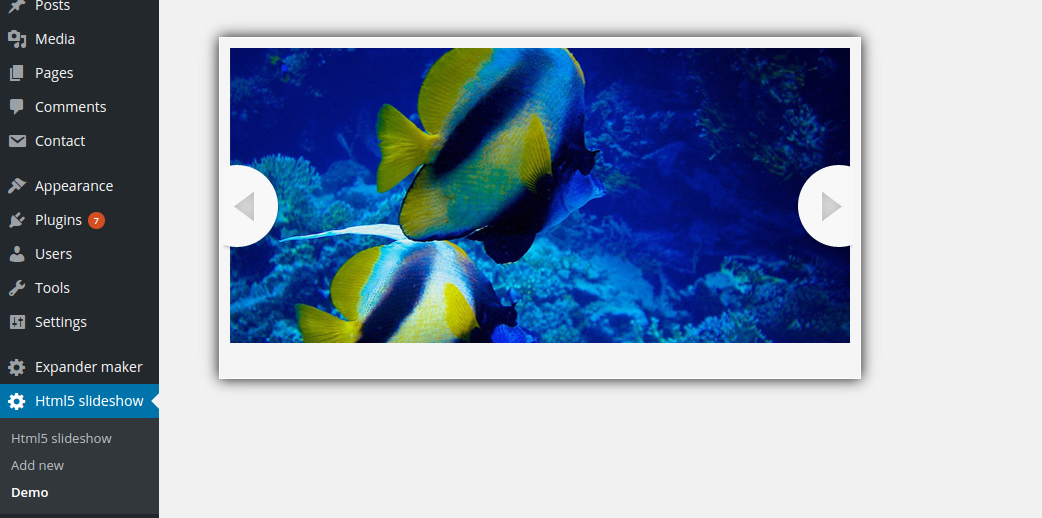 Posts
Media
Pages
Comments
Contact
Appearance
Plugins 7
Users
Tools
Settings
Expander maker
Html5 slideshow
Html5 slideshow
Add new
Demo